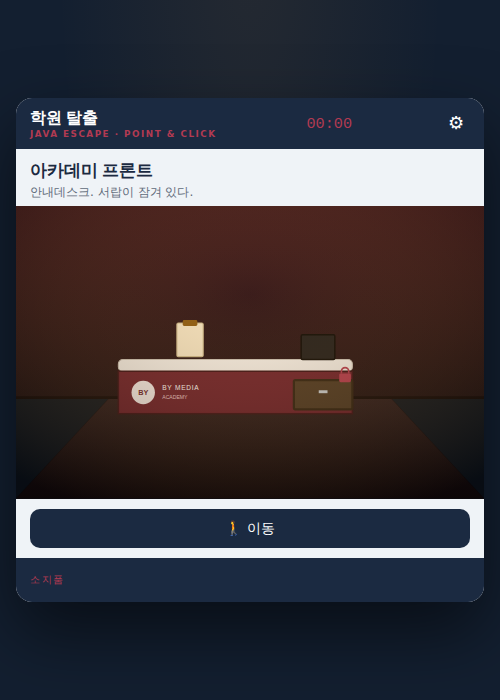 학원 탈출
JAVA ESCAPE · POINT & CLICK
00:00
아카데미 프론트
안내데스크. 서랍이 잠겨 있다.
BY
BY MEDIA
ACADEMY
이동
소지품